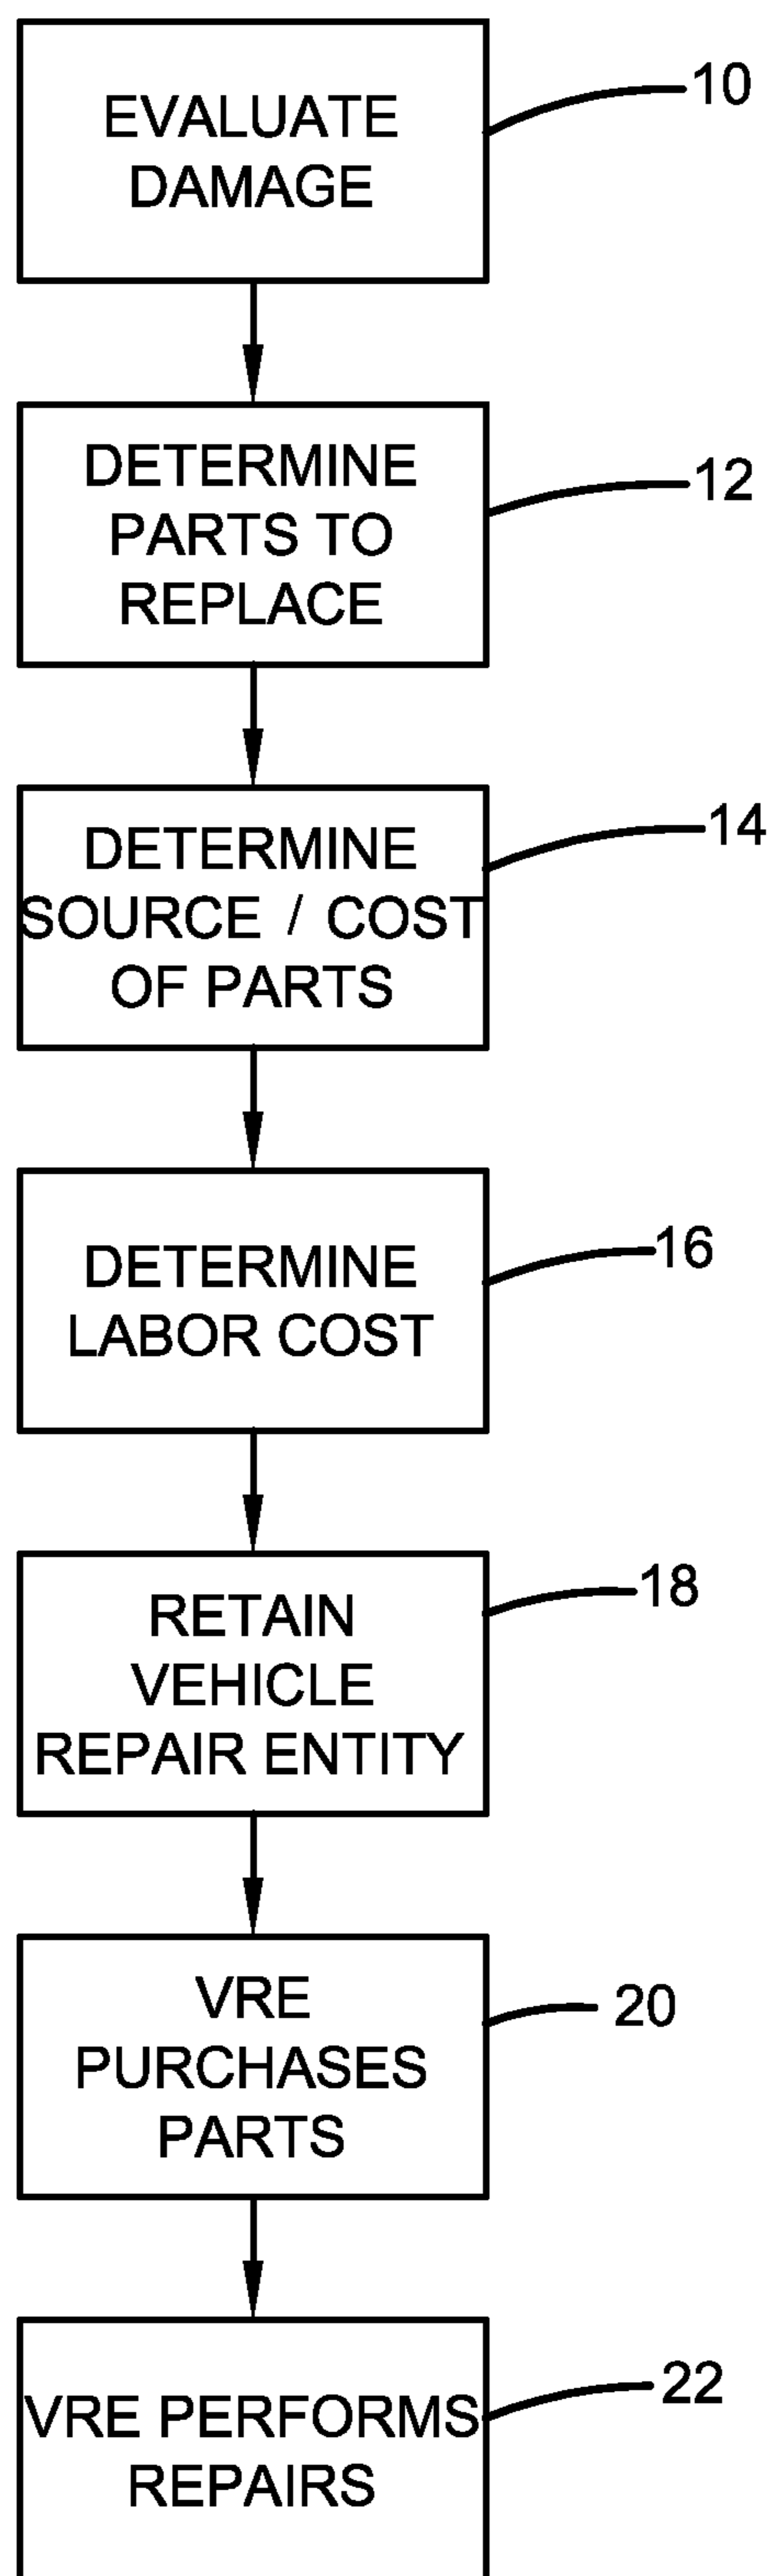 EVALUATE
DAMAGE
10
DETERMINE
PARTS TO
REPLACE
12
DETERMINE
SOURCE / COST
OF PARTS
14
DETERMINE
LABOR COST
16
RETAIN
VEHICLE
REPAIR ENTITY
18
VRE
PURCHASES
PARTS
20
VRE PERFORMS
REPAIRS
22